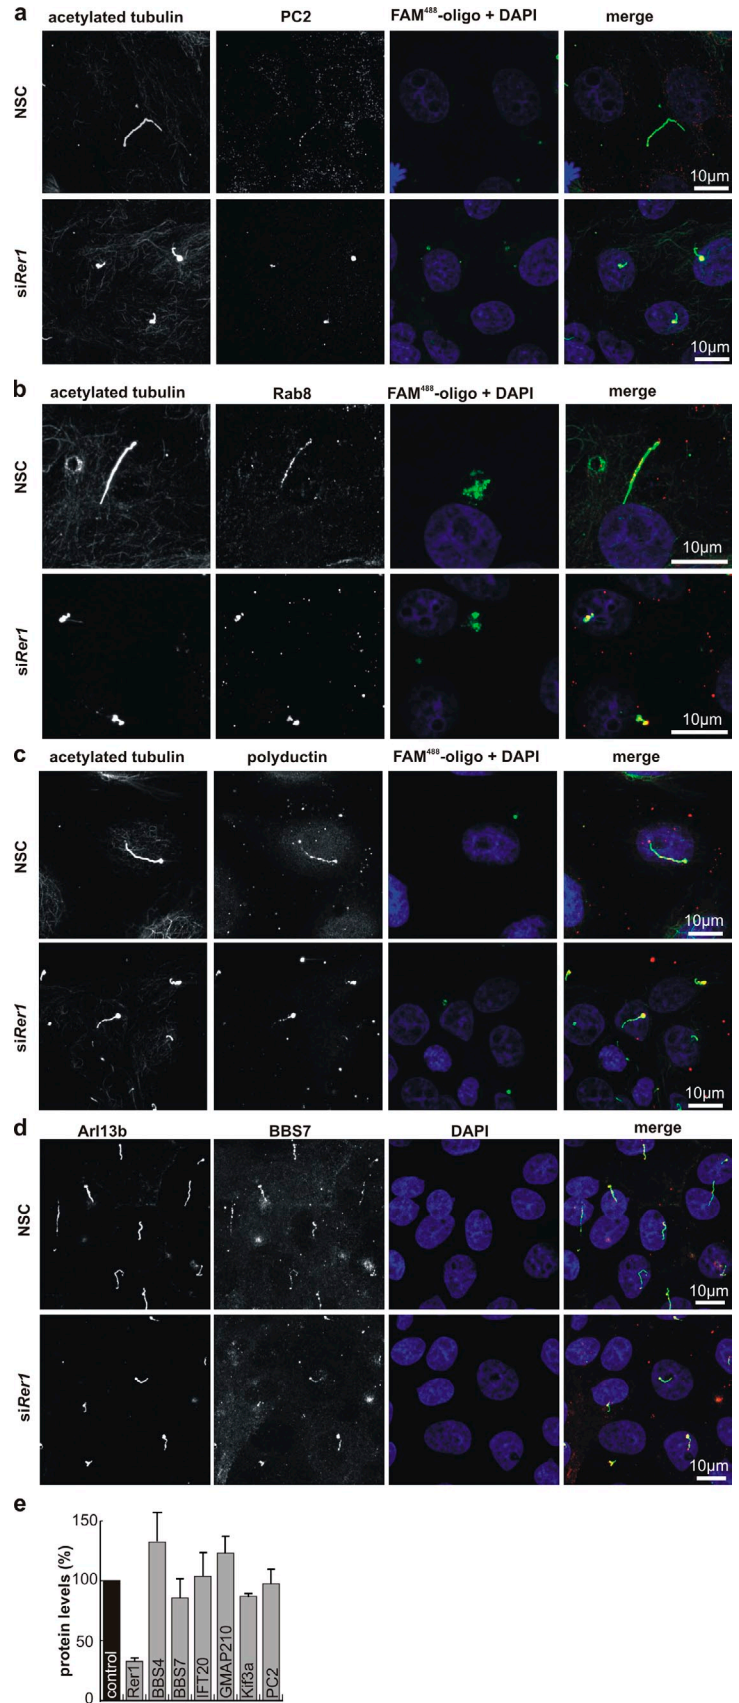 a
acetylated tubulin PC2 FAM⁴⁸⁸-oligo + DAPI merge
NSC
10µm
siRer1
10µm
b
acetylated tubulin Rab8 FAM⁴⁸⁸-oligo + DAPI merge
NSC
10µm
siRer1
10µm
c
acetylated tubulin polyductin FAM⁴⁸⁸-oligo + DAPI merge
NSC
10µm
siRer1
10µm
d
Arl13b BBS7 DAPI merge
NSC
10µm
siRer1
10µm
e
protein levels (%)
150
100
50
0
control
Rer1
BBS4
BBS7
IFT20
GMAP210
Kif3a
PC2